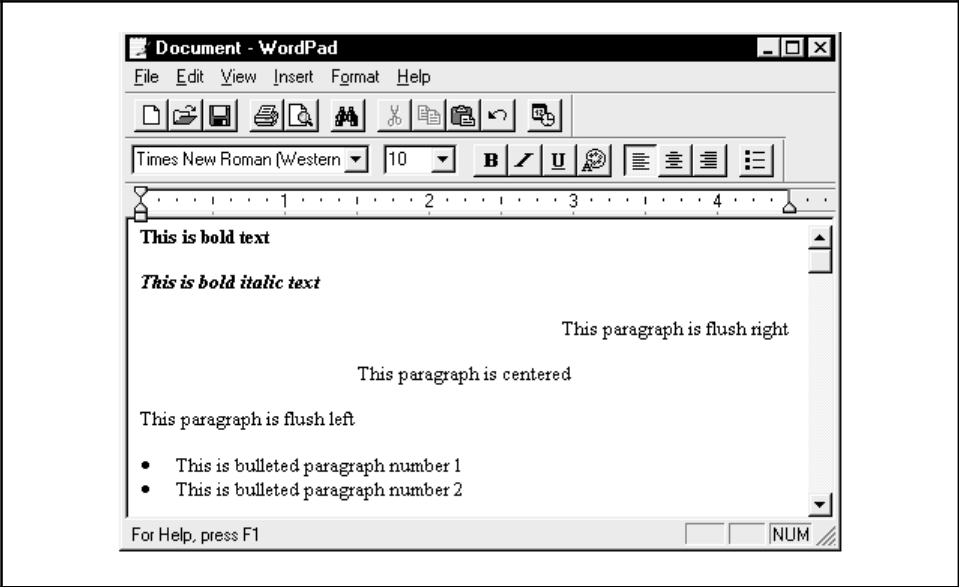 Document - WordPad
File Edit View Insert Format Help
Times New Roman (Western 10 B I U
1 2 3 4
This is bold text
This is bold italic text
This paragraph is flush right
This paragraph is centered
This paragraph is flush left
• This is bulleted paragraph number 1
• This is bulleted paragraph number 2
For Help, press F1 NUM